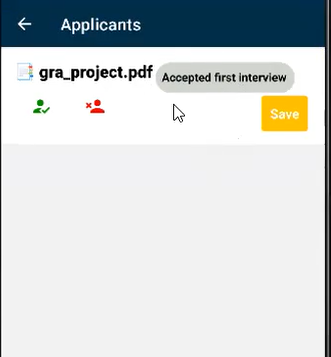 Applicants
gra_project.pdf
Accepted first interview
Save